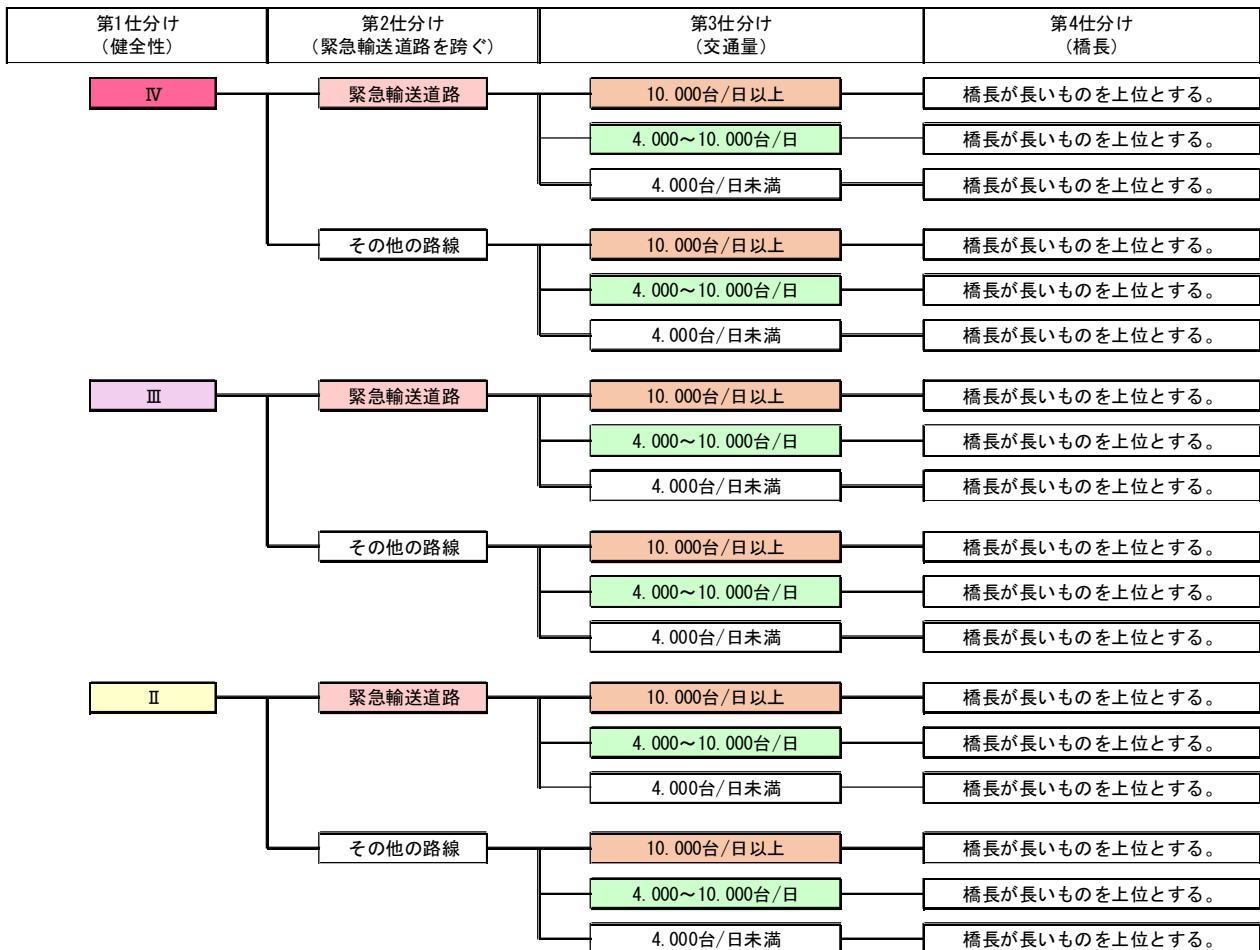 第1仕分け
（健全性）
第2仕分け
（緊急輸送道路を跨ぐ）
第3仕分け
（交通量）
第4仕分け
（橋長）
Ⅳ
緊急輸送道路
10.000台/日以上
橋長が長いものを上位とする。
4.000～10.000台/日
橋長が長いものを上位とする。
4.000台/日未満
橋長が長いものを上位とする。
その他の路線
10.000台/日以上
橋長が長いものを上位とする。
4.000～10.000台/日
橋長が長いものを上位とする。
4.000台/日未満
橋長が長いものを上位とする。
Ⅲ
緊急輸送道路
10.000台/日以上
橋長が長いものを上位とする。
4.000～10.000台/日
橋長が長いものを上位とする。
4.000台/日未満
橋長が長いものを上位とする。
その他の路線
10.000台/日以上
橋長が長いものを上位とする。
4.000～10.000台/日
橋長が長いものを上位とする。
4.000台/日未満
橋長が長いものを上位とする。
Ⅱ
緊急輸送道路
10.000台/日以上
橋長が長いものを上位とする。
4.000～10.000台/日
橋長が長いものを上位とする。
4.000台/日未満
橋長が長いものを上位とする。
その他の路線
10.000台/日以上
橋長が長いものを上位とする。
4.000～10.000台/日
橋長が長いものを上位とする。
4.000台/日未満
橋長が長いものを上位とする。